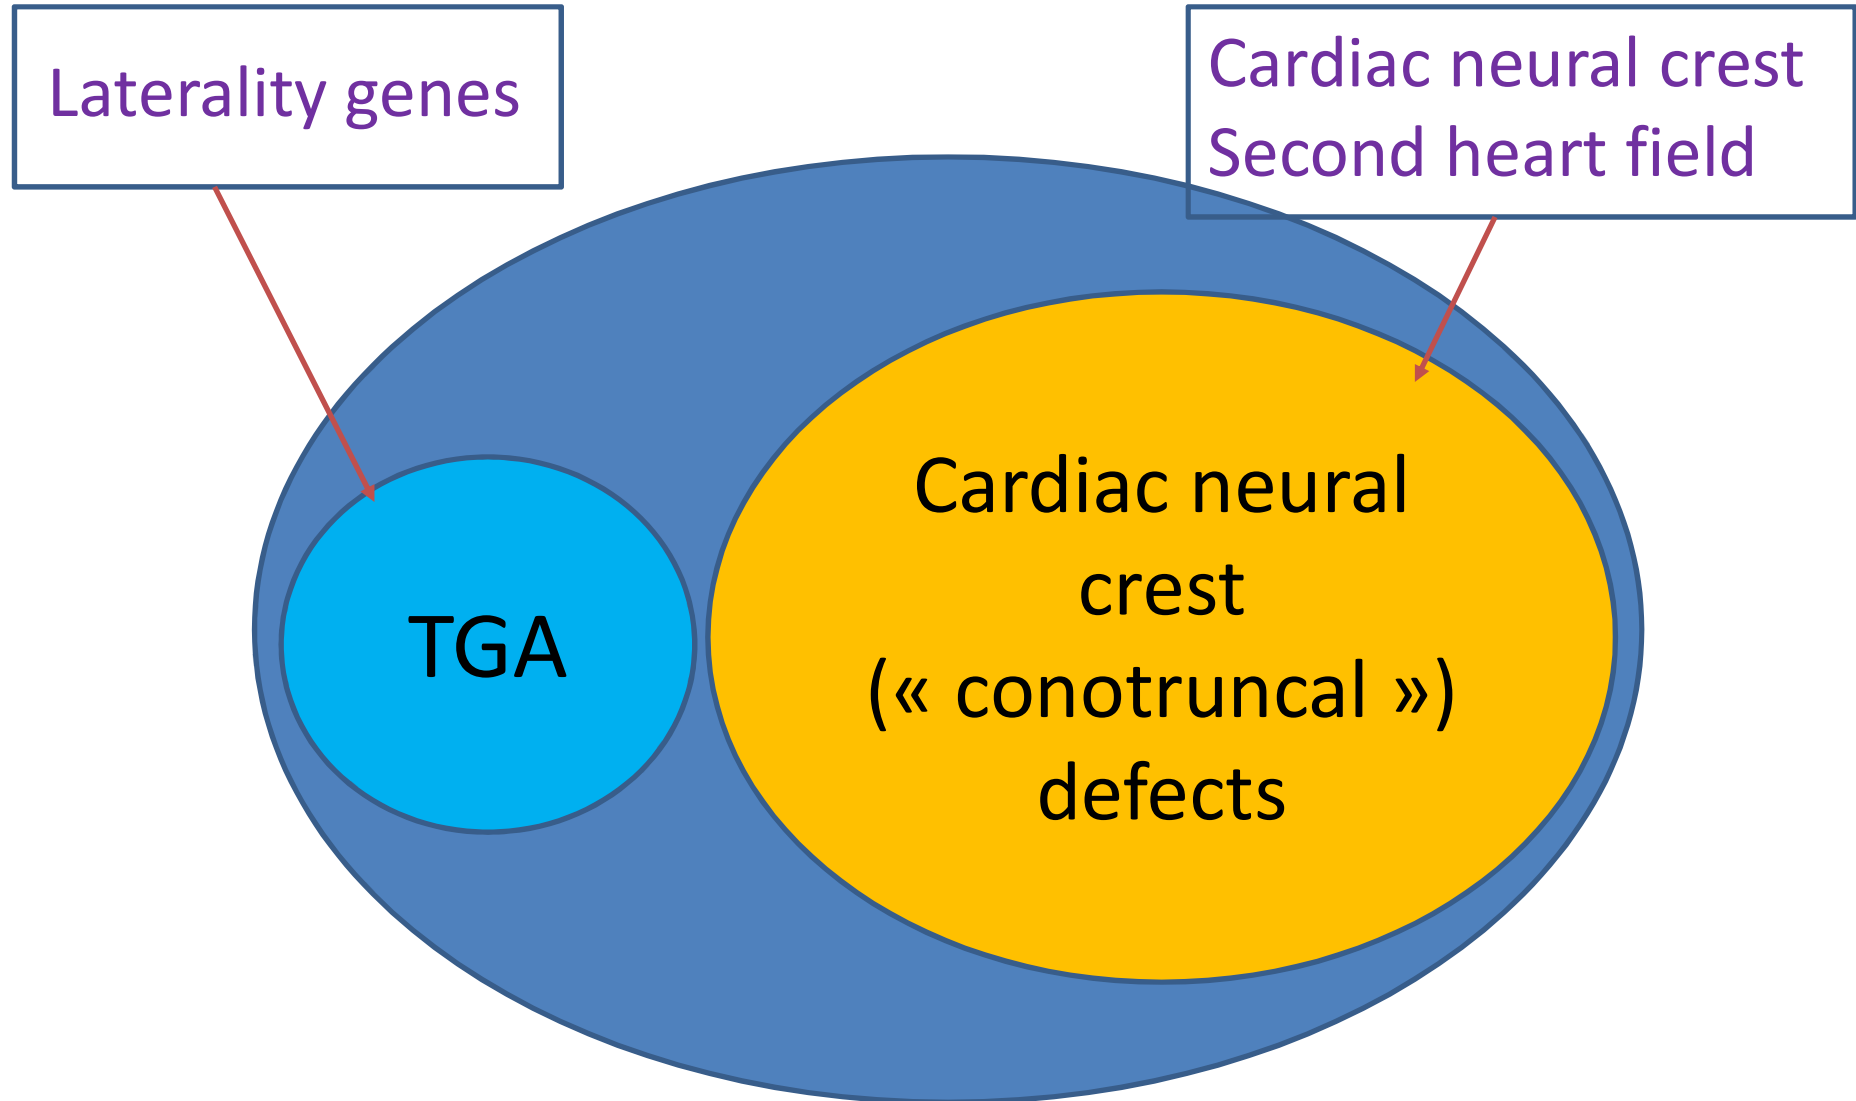 Laterality genes
Cardiac neural crest
Second heart field
TGA
Cardiac neural
crest
(« conotruncal »)
defects